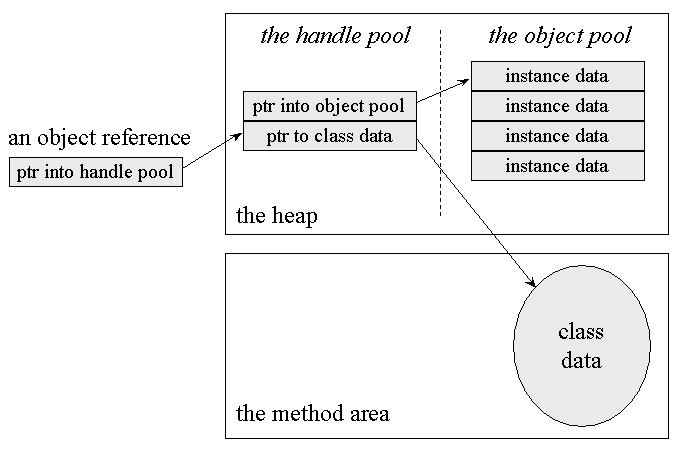 the handle pool
the object pool
instance data
instance data
instance data
instance data
ptr into object pool
ptr to class data
an object reference
ptr into handle pool
the heap
class
data
the method area